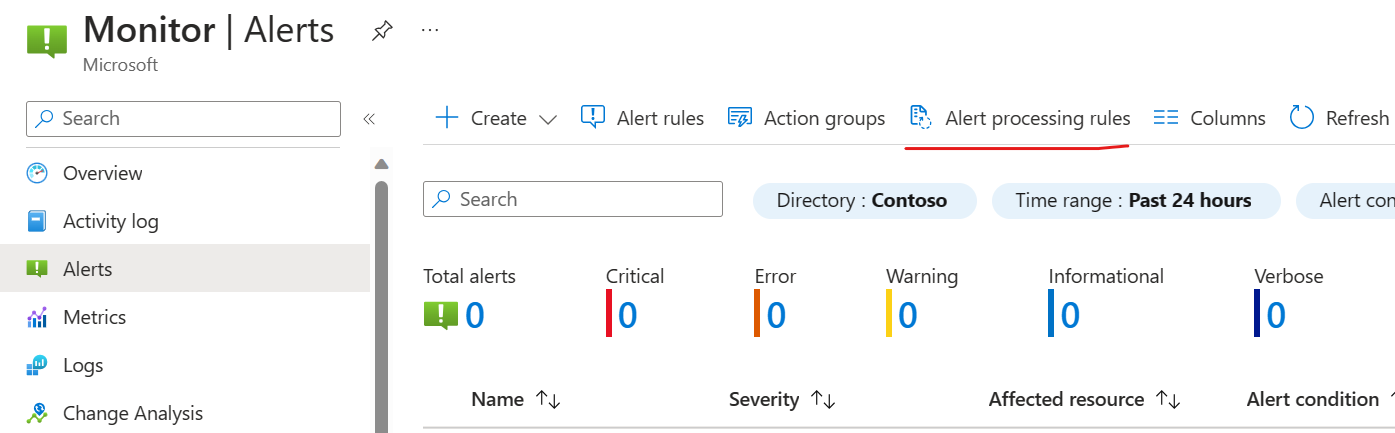 Monitor | Alerts
...
Microsoft
Search
«
Create
Alert rules
Action groups
Alert processing rules
Columns
Refresh
Overview
Activity log
Alerts
Metrics
Logs
Change Analysis
Search
Directory : Contoso
Time range : Past 24 hours
Alert con
Total alerts
Critical
Error
Warning
Informational
Verbose
0
0
0
0
0
0
Name
Severity
Affected resource
Alert condition